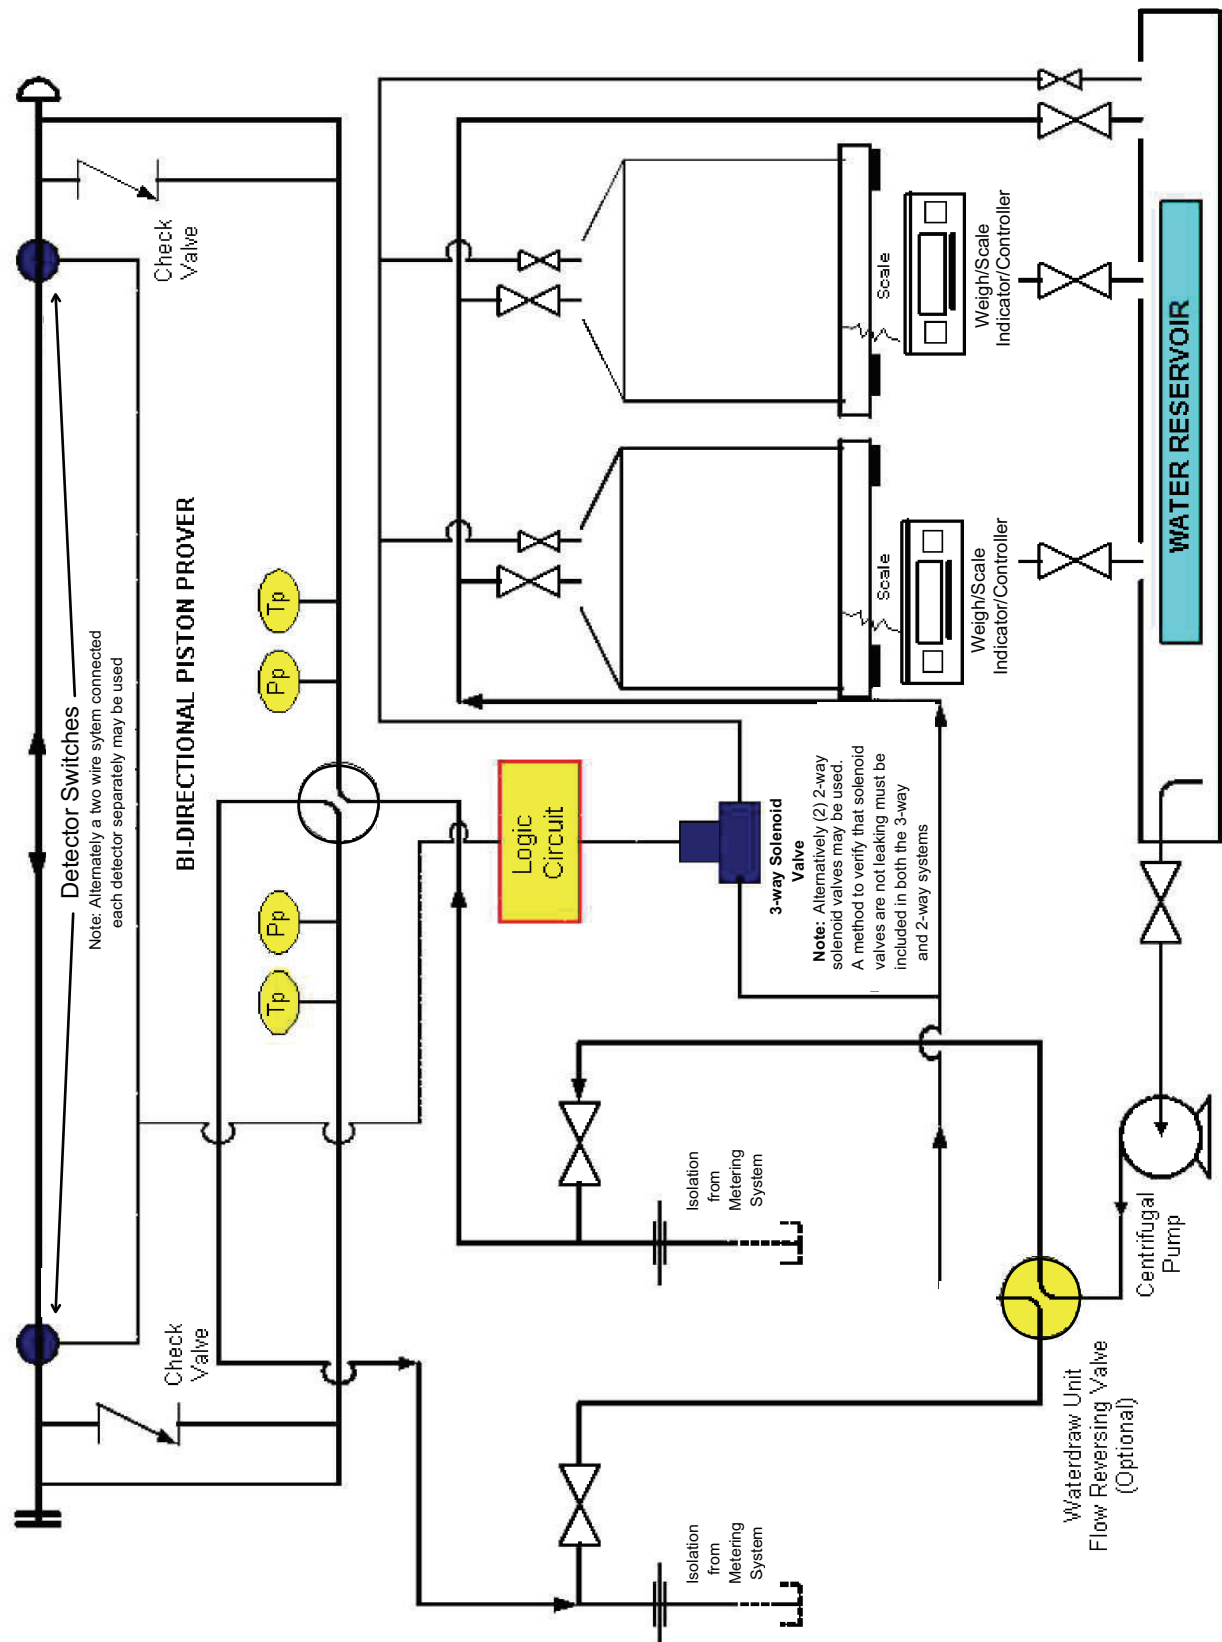 Detector Switches
Note: Alternately a two wire sytem connected
each detector separately may be used
Check
Valve
Check
Valve
BI-DIRECTIONAL PISTON PROVER
Tp
Pp
Pp
Tp
Logic
Circuit
3-way Solenoid
Valve
Note: Alternatively (2) 2-way
solenoid valves may be used.
A method to verify that solenoid
valves are not leaking must be
included in both the 3-way
and 2-way systems
Isolation
from
Metering
System
Isolation
from
Metering
System
Scale
Weigh/Scale
Indicator/Controller
Scale
Weigh/Scale
Indicator/Controller
Waterdraw Unit
Flow Reversing Valve
(Optional)
Centrifugal
Pump
WATER RESERVOIR